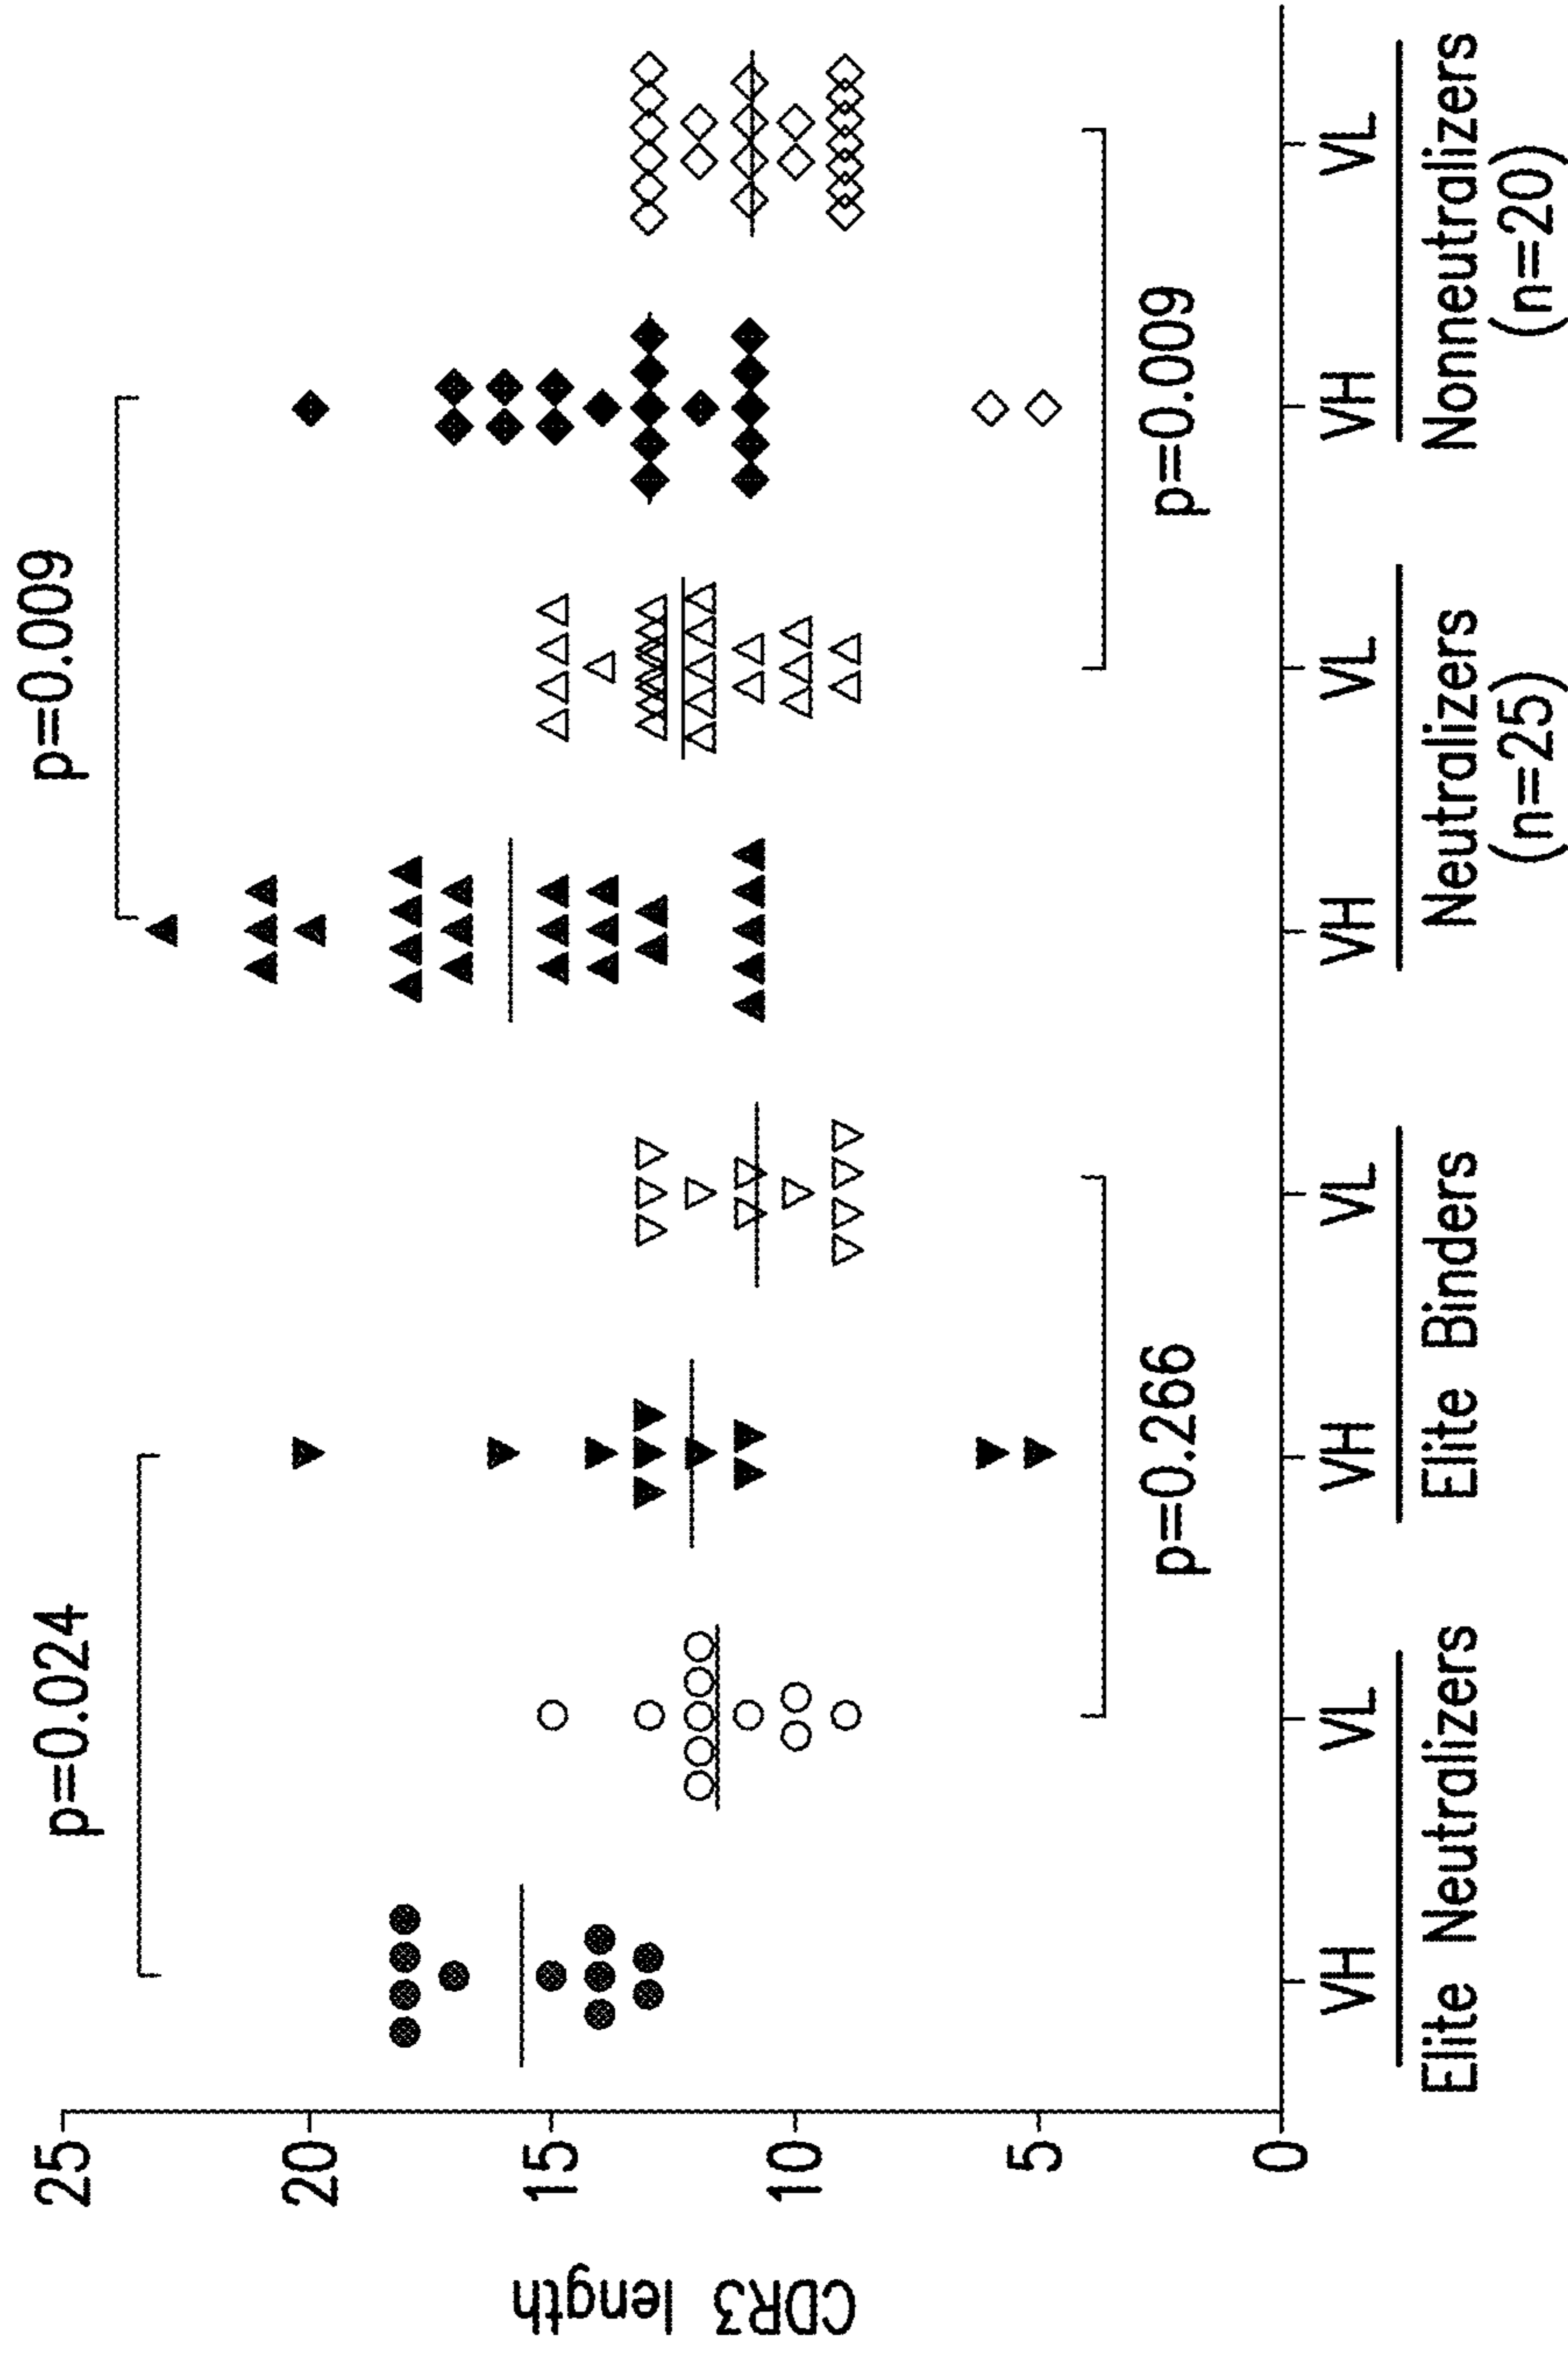 CDR3 length
25
20
15
10
5
0
p=0.024
p=0.009
p=0.266
p=0.009
VH VL VH VL VH VL VH VL
Elite Neutralizers Elite Binders Neutralizers Nonneutralizers
(n=25) (n=20)